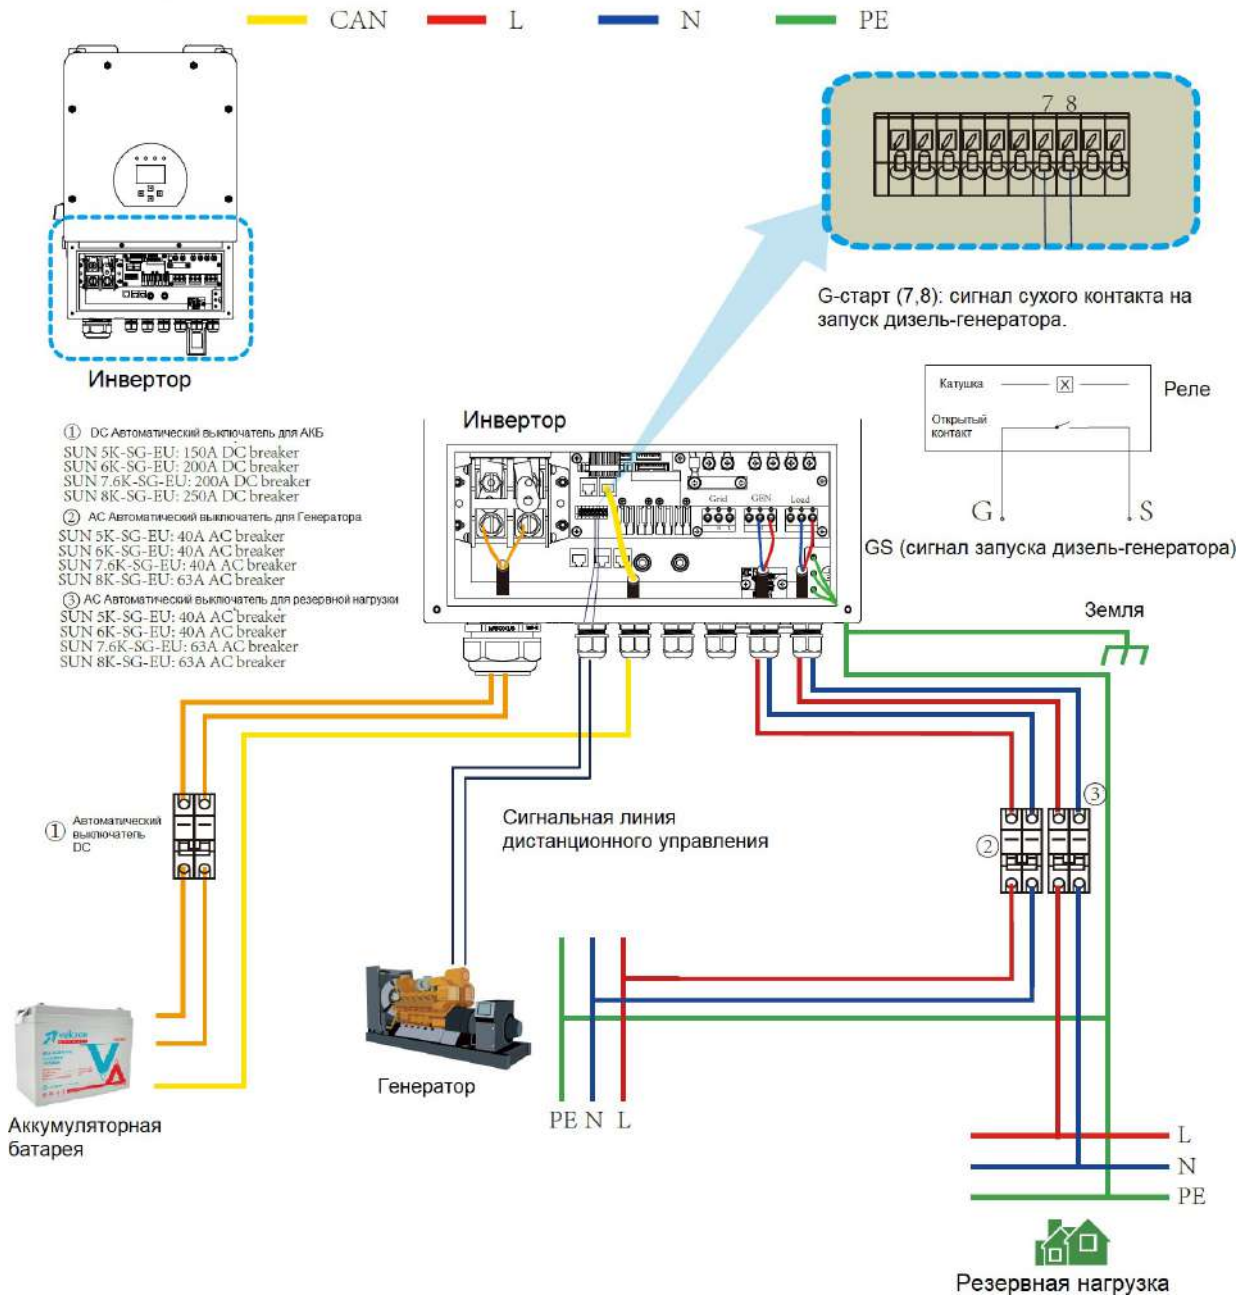 CAN
L
N
PE
7 8
G-старт (7,8): сигнал сухого контакта на
запуск дизель-генератора.
Инвертор
Катушка
X
Реле
Открытый
контакт
G
S
GS (сигнал запуска дизель-генератора)
① DC Автоматический выключатель для АКБ
SUN 5K-SG-EU: 150A DC breaker
SUN 6K-SG-EU: 200A DC breaker
SUN 7.6K-SG-EU: 200A DC breaker
SUN 8K-SG-EU: 250A DC breaker
② AC Автоматический выключатель для Генератора
SUN 5K-SG-EU: 40A AC breaker
SUN 6K-SG-EU: 40A AC breaker
SUN 7.6K-SG-EU: 40A AC breaker
SUN 8K-SG-EU: 63A AC breaker
③ AC Автоматический выключатель для резервной нагрузки
SUN 5K-SG-EU: 40A AC breaker
SUN 6K-SG-EU: 40A AC breaker
SUN 7.6K-SG-EU: 63A AC breaker
SUN 8K-SG-EU: 63A AC breaker
Инвертор
Grid
GEN
Load
Земля
① Автоматический
выключатель
DC
Сигнальная линия
дистанционного управления
②
③
Генератор
Аккумуляторная
батарея
PE N L
L
N
PE
Резервная нагрузка